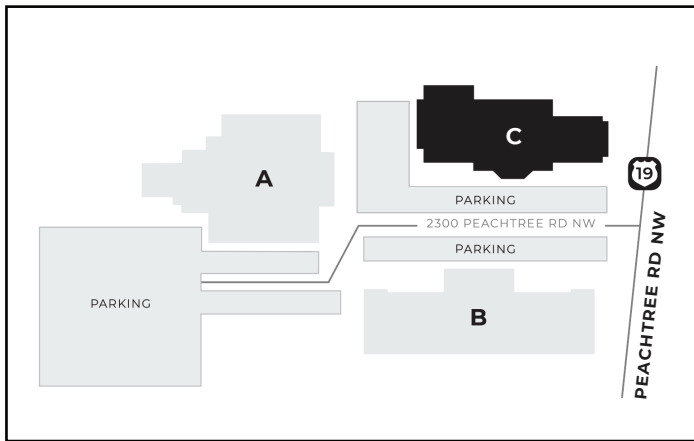 C
A
19
PARKING
2300 PEACHTREE RD NW
PARKING
PEACHTREE RD NW
PARKING
B